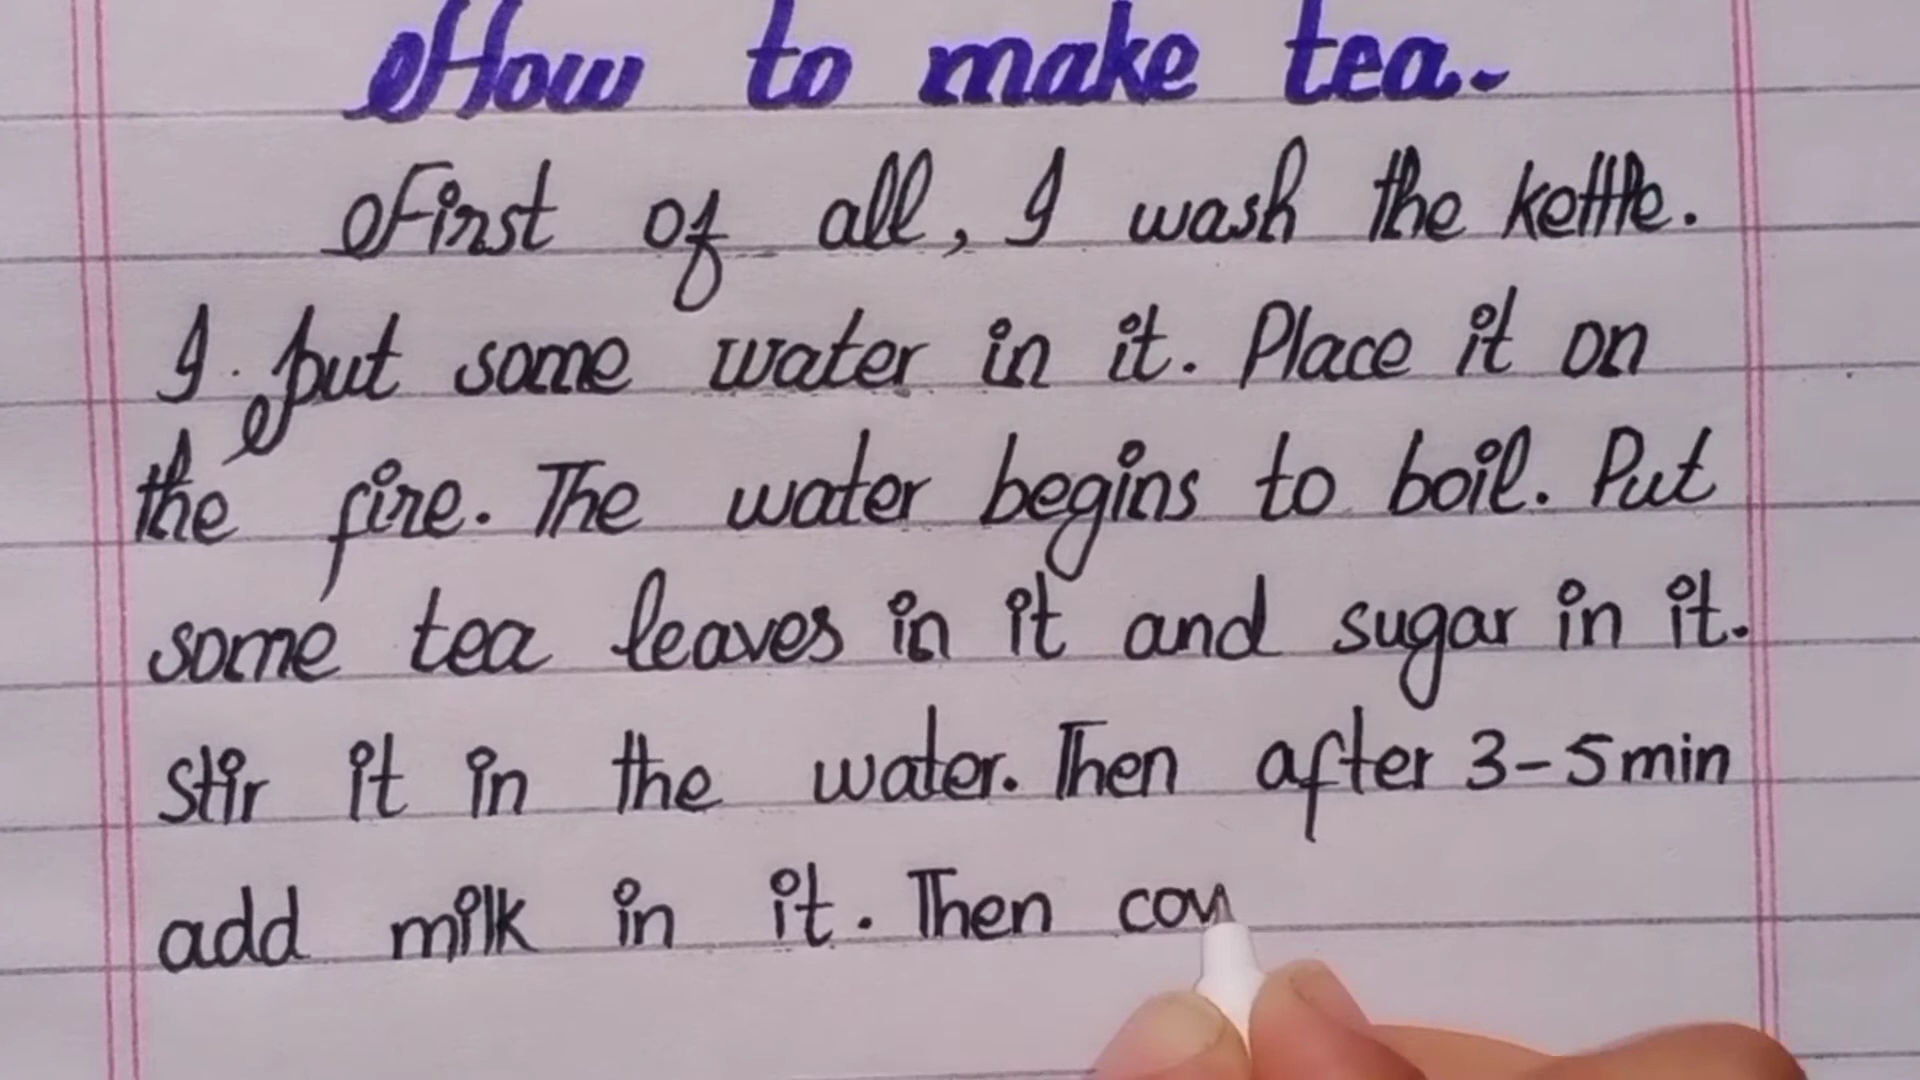 How to make tea.
First of all, I wash the kettle.
I put some water in it. Place it on
the fire. The water begins to boil. Put
some tea leaves in it and sugar in it.
Stir it in the water. Then after 3-5min
add milk in it. Then